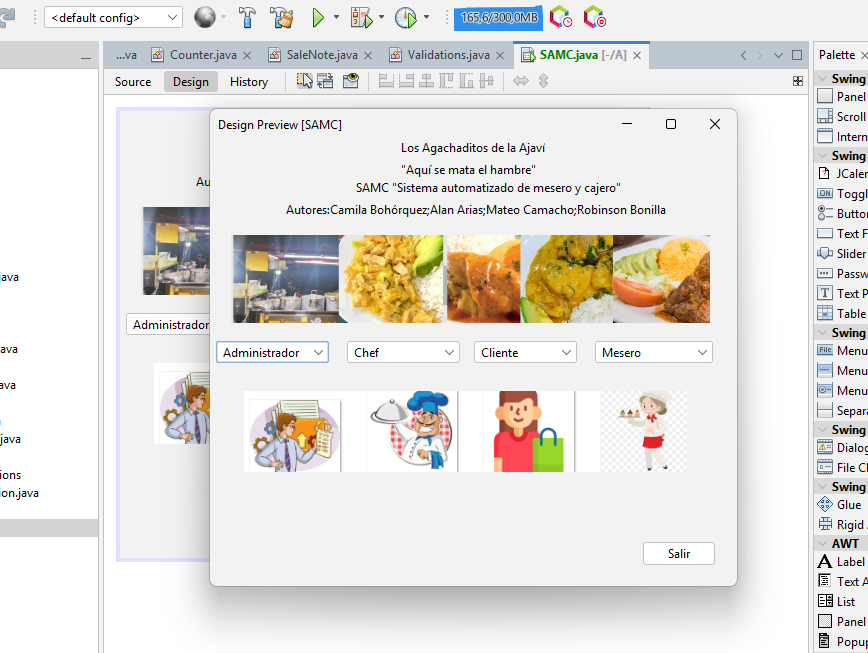 <default config>
165,6/300,0MB
...va
Counter.java
SaleNote.java
Validations.java
SAMC.java [-/A]
Palette
Source
Design
History
Swing
Panel
Scroll
Intern
Swing
JCaler
Toggl
Butto
Text F
Slider
Passw
Text P
Table
Swing
Menu
Menu
Menu
Separa
Swing
Dialog
File Cl
Swing
Glue
Rigid
AWT
Label
Text A
List
Panel
Popup
java
ava
ava
java
ions
ion.java
Au
Administrador
Design Preview [SAMC]
Los Agachaditos de la Ajaví
"Aquí se mata el hambre"
SAMC "Sistema automatizado de mesero y cajero"
Autores:Camila Bohórquez;Alan Arias;Mateo Camacho;Robinson Bonilla
Administrador
Chef
Cliente
Mesero
Salir